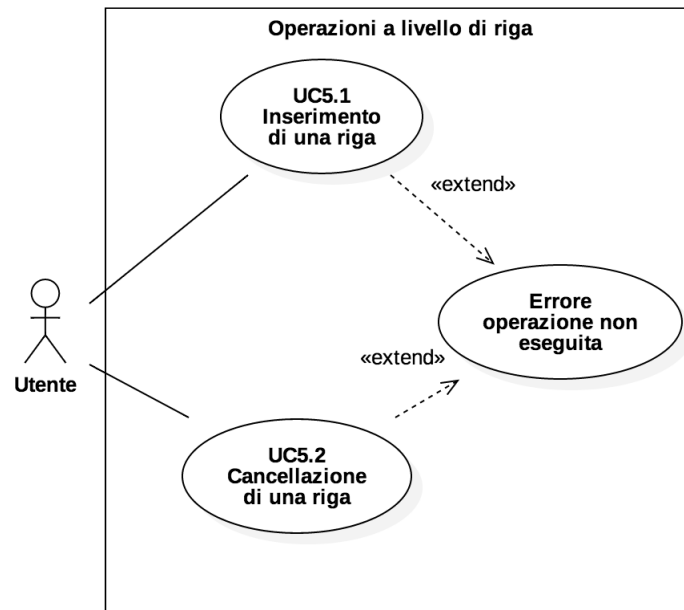 Operazioni a livello di riga
UC5.1
Inserimento
di una riga
«extend»
Errore
operazione non
eseguita
«extend»
Utente
UC5.2
Cancellazione
di una riga